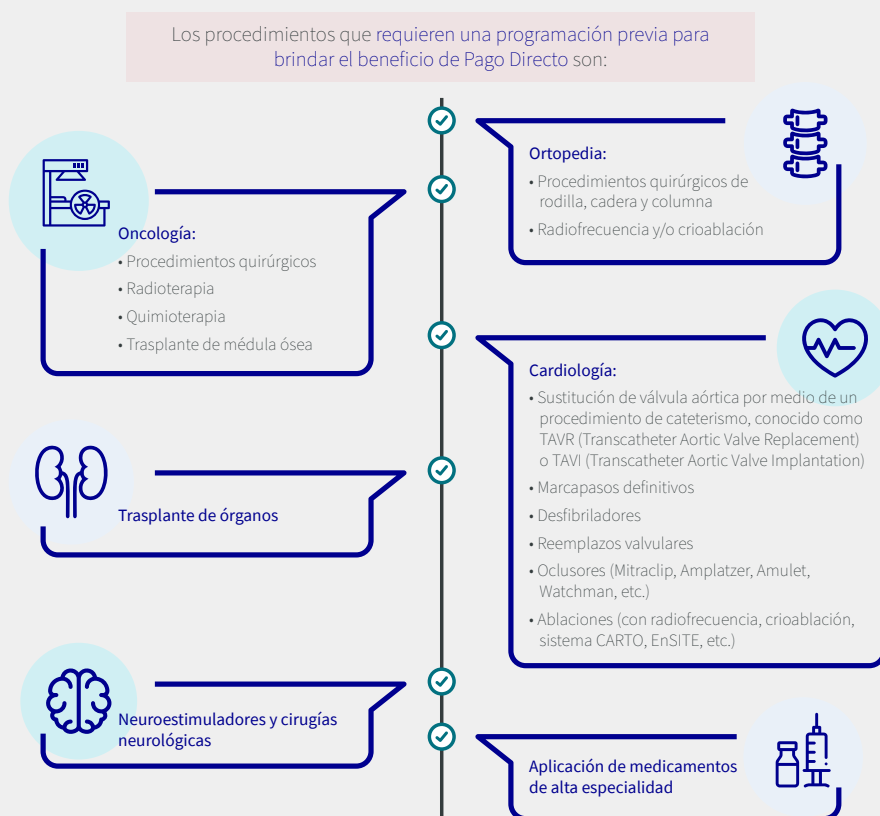 Los procedimientos que requieren una programación previa para
brindar el beneficio de Pago Directo son:
Ortopedia:
• Procedimientos quirúrgicos de
rodilla, cadera y columna
• Radiofrecuencia y/o crioablación
Oncología:
• Procedimientos quirúrgicos
• Radioterapia
• Quimioterapia
• Trasplante de médula ósea
Cardiología:
• Sustitución de válvula aórtica por medio de un
procedimiento de cateterismo, conocido como
TAVR (Transcatheter Aortic Valve Replacement)
o TAVI (Transcatheter Aortic Valve Implantation)
• Marcapasos definitivos
• Desfibriladores
• Reemplazos valvulares
• Oclusores (Mitraclip, Amplatzer, Amulet,
Watchman, etc.)
• Ablaciones (con radiofrecuencia, crioablación,
sistema CARTO, EnSITE, etc.)
Trasplante de órganos
Neuroestimuladores y cirugías
neurológicas
Aplicación de medicamentos
de alta especialidad